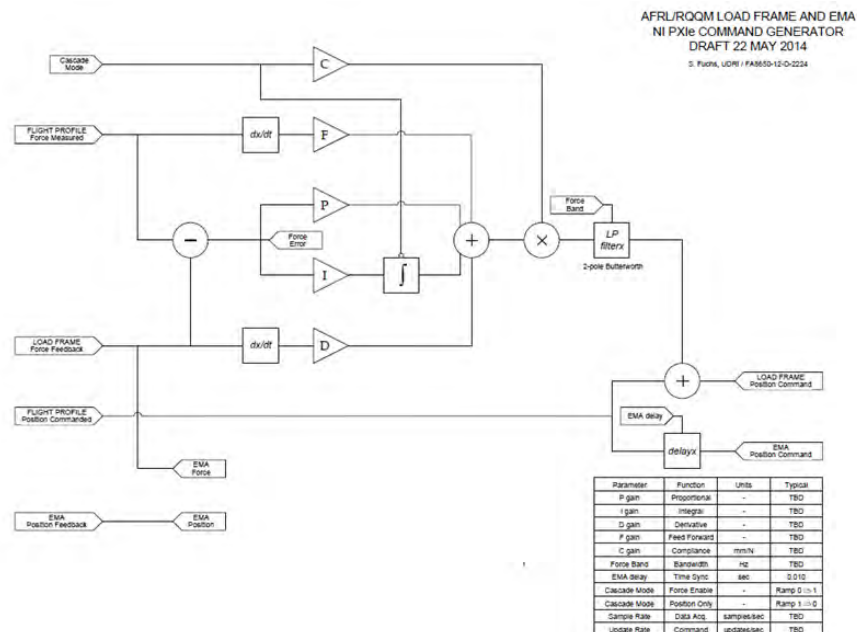 AFRL/RQQM LOAD FRAME AND EMA
NI PXIe COMMAND GENERATOR
DRAFT 22 MAY 2014
S. Fuchs, UDRI / FA8650-12-D-2224
Cascade
Mode
C
FLIGHT PROFILE
Force Measured
dx/dt
F
P
Force
Error
I
∫
−
+
×
Force
Band
LP
filterx
2-pole Butterworth
LOAD FRAME
Force Feedback
dx/dt
D
+
LOAD FRAME
Position Command
FLIGHT PROFILE
Position Commanded
EMA delay
delayx
EMA
Position Command
EMA
Force
EMA
Position Feedback
EMA
Position
Parameter Function Units Typical
P gain Proportional - TBD
I gain Integral - TBD
D gain Derivative - TBD
F gain Feed Forward - TBD
C gain Compliance mm/N TBD
Force Band Bandwidth Hz TBD
EMA delay Time Sync sec 0.010
Cascade Mode Force Enable - Ramp 0 ⇨ 1
Cascade Mode Position Only - Ramp 1 ⇨ 0
Sample Rate Data Acq. samples/sec TBD
Update Rate Command updates/sec TBD